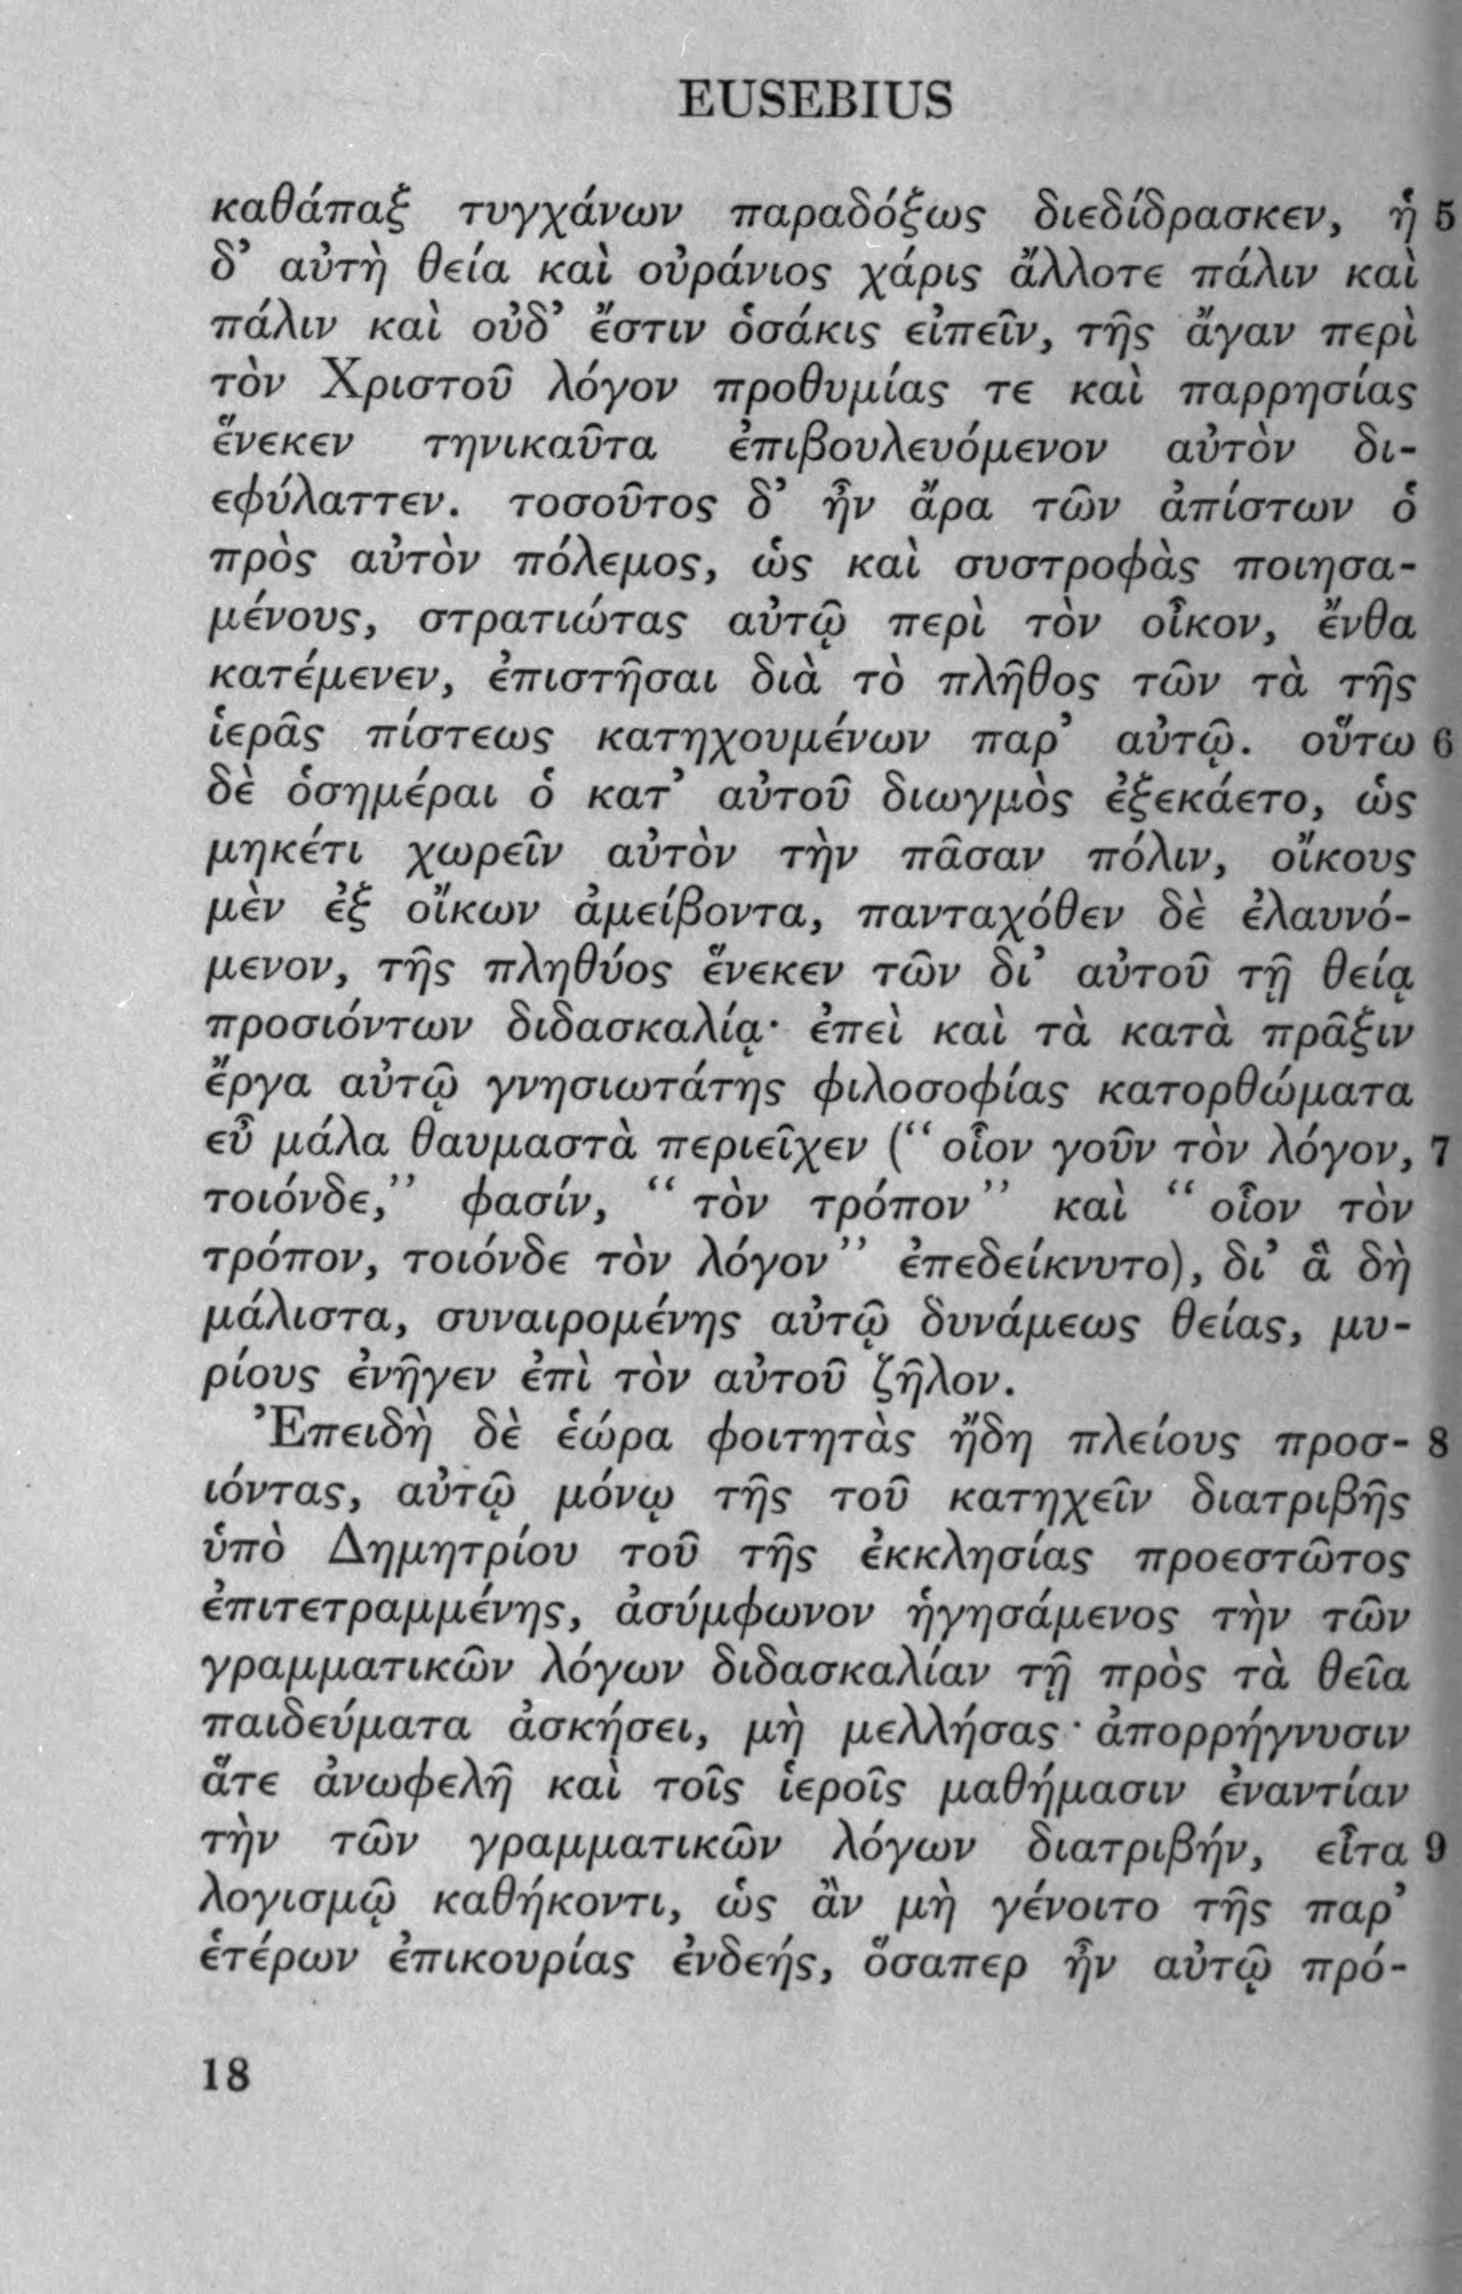 EUSEBIUS
καθάπαξ τυγχάνων παραδόξως διεδίδρασκεν, ἡ 5
δ’ αὐτὴ θεία καὶ οὐράνιος χάρις ἄλλοτε πάλιν καὶ
πάλιν καὶ οὐδ’ ἔστιν ὁσάκις εἰπεῖν, τῆς ἄγαν περὶ
τὸν Χριστοῦ λόγον προθυμίας τε καὶ παρρησίας
ἕνεκεν τηνικαῦτα ἐπιβουλευόμενον αὐτὸν δι-
εφύλαττεν. τοσοῦτος δ’ ἦν ἄρα τῶν ἀπίστων ὁ
πρὸς αὐτὸν πόλεμος, ὡς καὶ συστροφὰς ποιησα-
μένους, στρατιώτας αὐτῷ περὶ τὸν οἶκον, ἔνθα
κατέμενεν, ἐπιστῆσαι διὰ τὸ πλῆθος τῶν τὰ τῆς
ἱερᾶς πίστεως κατηχουμένων παρ’ αὐτῷ. οὕτω 6
δὲ ὁσημέραι ὁ κατ’ αὐτοῦ διωγμὸς ἐξεκάετο, ὡς
μηκέτι χωρεῖν αὐτὸν τὴν πᾶσαν πόλιν, οἴκους
μὲν ἐξ οἴκων ἀμείβοντα, πανταχόθεν δὲ ἐλαυνό-
μενον, τῆς πληθύος ἕνεκεν τῶν δι’ αὐτοῦ τῇ θείᾳ
προσιόντων διδασκαλίᾳ· ἐπεὶ καὶ τὰ κατὰ πρᾶξιν
ἔργα αὐτῷ γνησιωτάτης φιλοσοφίας κατορθώματα
εὖ μάλα θαυμαστὰ περιεῖχεν (“οἷον γοῦν τὸν λόγον, 7
τοιόνδε,” φασίν, “τὸν τρόπον” καὶ “οἷον τὸν
τρόπον, τοιόνδε τὸν λόγον” ἐπεδείκνυτο), δι’ ἃ δὴ
μάλιστα, συναιρομένης αὐτῷ δυνάμεως θείας, μυ-
ρίους ἐνῆγεν ἐπὶ τὸν αὐτοῦ ζῆλον.
Ἐπειδὴ δὲ ἑώρα φοιτητὰς ἤδη πλείους προσ- 8
ιόντας, αὐτῷ μόνῳ τῆς τοῦ κατηχεῖν διατριβῆς
ὑπὸ Δημητρίου τοῦ τῆς ἐκκλησίας προεστῶτος
ἐπιτετραμμένης, ἀσύμφωνον ἡγησάμενος τὴν τῶν
γραμματικῶν λόγων διδασκαλίαν τῇ πρὸς τὰ θεῖα
παιδεύματα ἀσκήσει, μὴ μελλήσας ἀπορρήγνυσιν
ἅτε ἀνωφελῆ καὶ τοῖς ἱεροῖς μαθήμασιν ἐναντίαν
τὴν τῶν γραμματικῶν λόγων διατριβήν, εἶτα 9
λογισμῷ καθήκοντι, ὡς ἂν μὴ γένοιτο τῆς παρ’
ἑτέρων ἐπικουρίας ἐνδεής, ὅσαπερ ἦν αὐτῷ πρό-
18